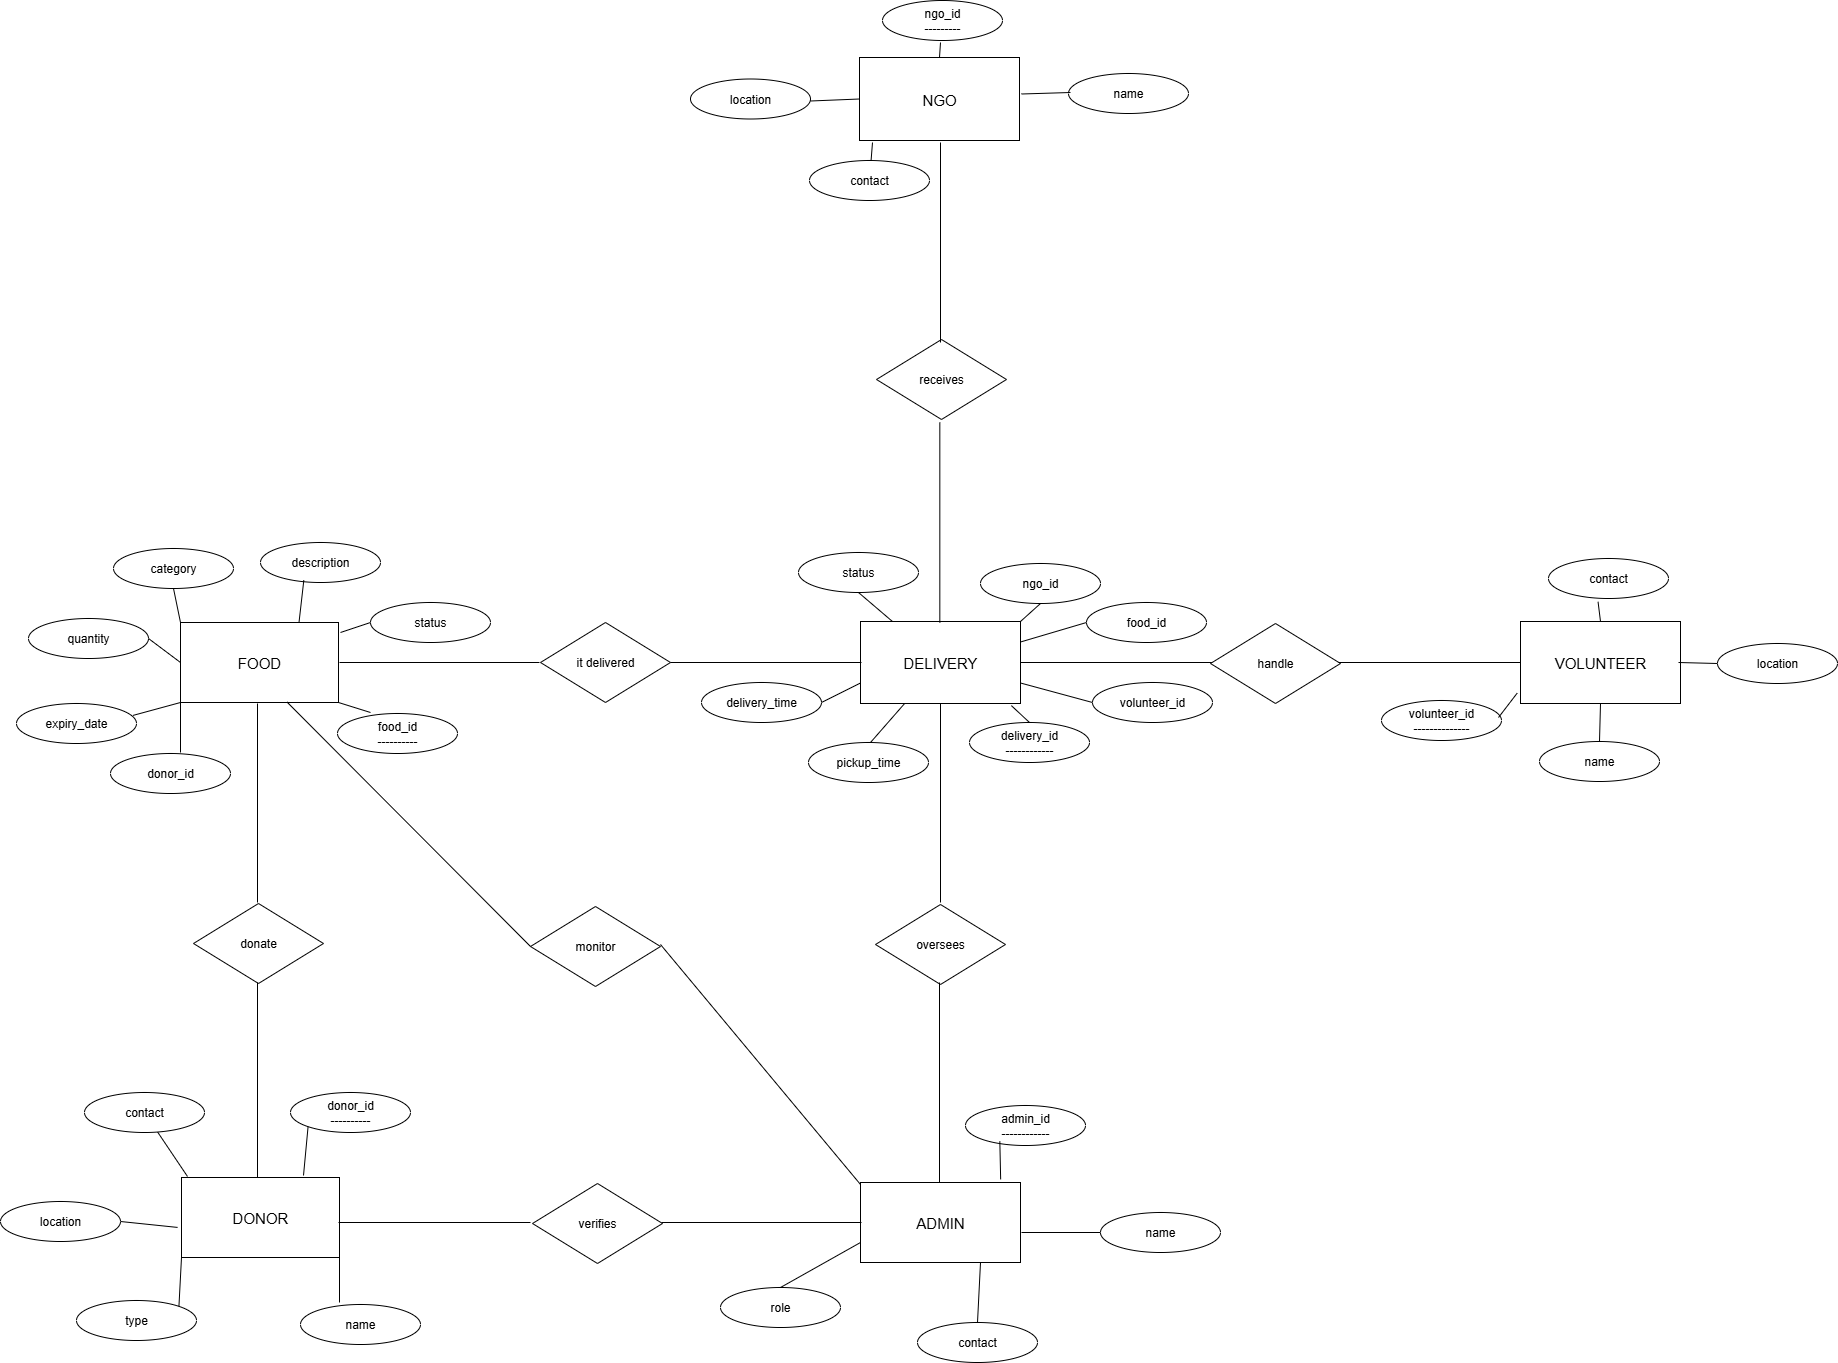 ngo_id
---------
location
NGO
name
contact
receives
category
description
status
quantity
FOOD
expiry_date
food_id
----------
donor_id
it delivered
status
ngo_id
food_id
DELIVERY
delivery_time
volunteer_id
delivery_id
------------
pickup_time
handle
contact
VOLUNTEER
location
volunteer_id
--------------
name
donate
monitor
oversees
contact
donor_id
----------
location
DONOR
type
name
verifies
admin_id
------------
ADMIN
name
role
contact